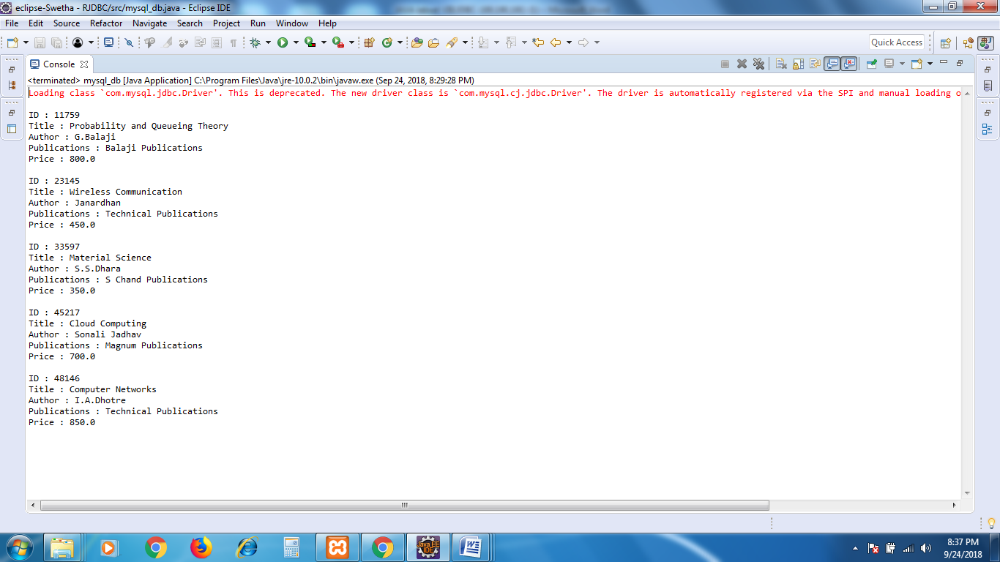 eclipse-Swetha - RJDBC/src/mysql_db.java - Eclipse IDE
File Edit Source Refactor Navigate Search Project Run Window Help
Quick Access
Console
<terminated> mysql_db [Java Application] C:\Program Files\Java\jre-10.0.2\bin\javaw.exe (Sep 24, 2018, 8:29:28 PM)
Loading class `com.mysql.jdbc.Driver'. This is deprecated. The new driver class is `com.mysql.cj.jdbc.Driver'. The driver is automatically registered via the SPI and manual loading o
ID : 11759
Title : Probability and Queueing Theory
Author : G.Balaji
Publications : Balaji Publications
Price : 800.0
ID : 23145
Title : Wireless Communication
Author : Janardhan
Publications : Technical Publications
Price : 450.0
ID : 33597
Title : Material Science
Author : S.S.Dhara
Publications : S Chand Publications
Price : 350.0
ID : 45217
Title : Cloud Computing
Author : Sonali Jadhav
Publications : Magnum Publications
Price : 700.0
ID : 48146
Title : Computer Networks
Author : I.A.Dhotre
Publications : Technical Publications
Price : 850.0
Java EE
IDE
8:37 PM
9/24/2018